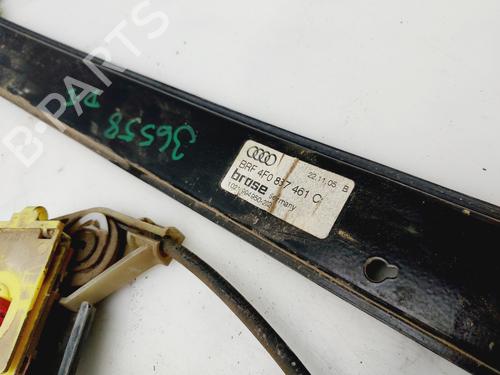 B-PARTS
36558
22.11.05 B
BRF 4F0 837 461 C
brose Germany